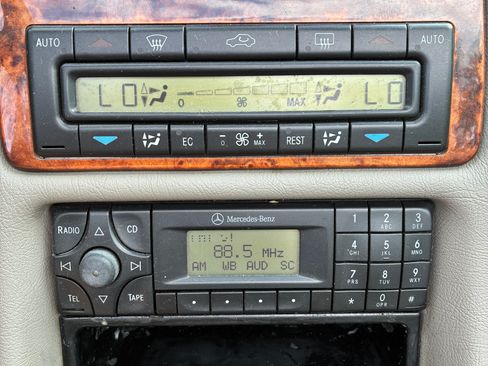 AUTO AUTO
LO 0 MAX LO
EC - 0 + MAX REST
Mercedes-Benz
RADIO CD 1 2 ABC 3 DEF
88.5 MHz
4 GHI 5 JKL 6 MNO
AM WB AUD SC
7 PRS 8 TUV 9 WXY
TEL TAPE
* 0 OPR #